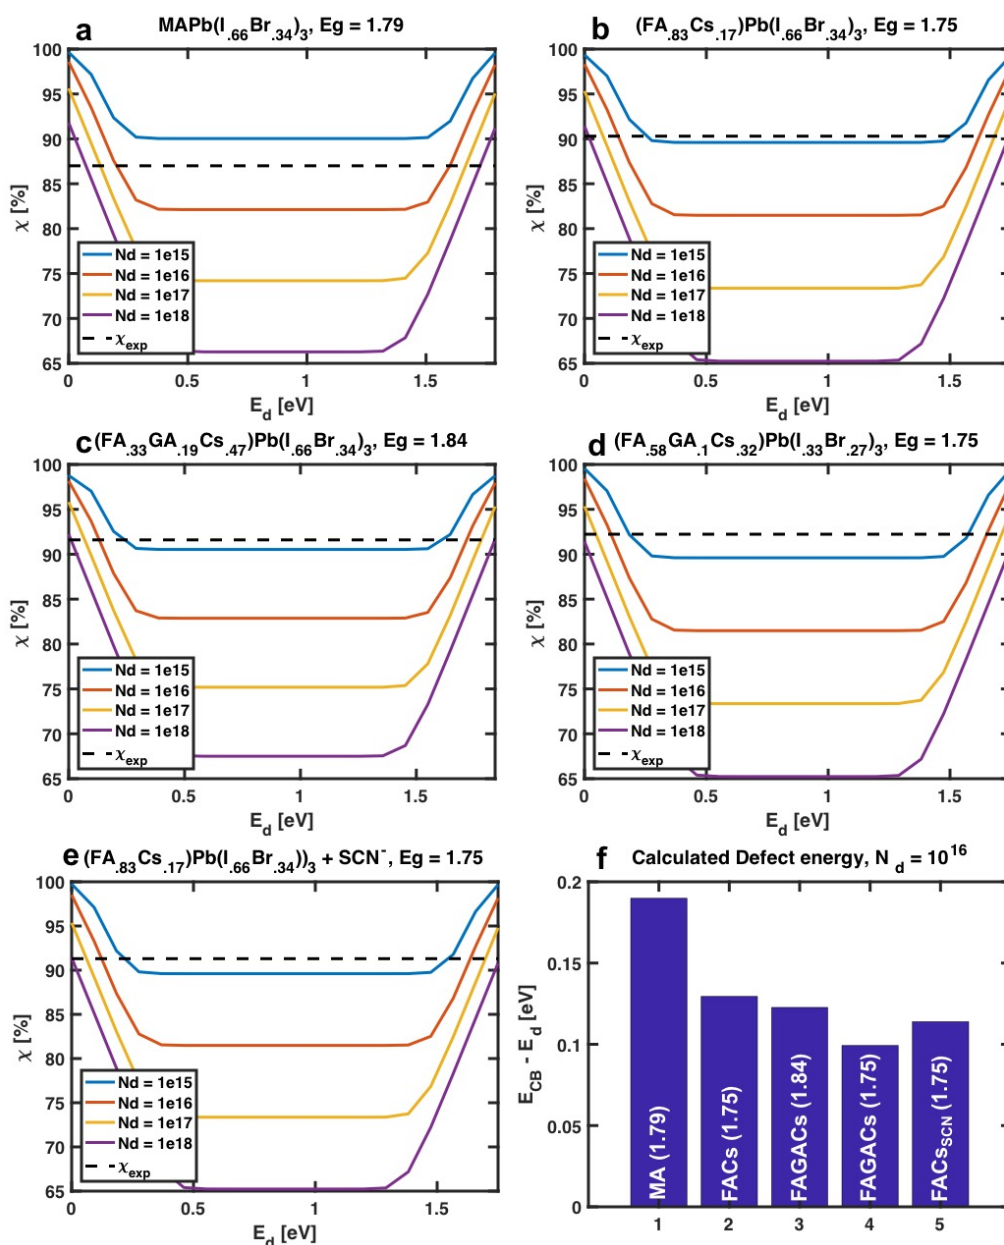 a MAPb(I.66Br.34)3, Eg = 1.79
100
95
90
85
80
75
70
65
χ [%]
Nd = 1e15
Nd = 1e16
Nd = 1e17
Nd = 1e18
χexp
0 0.5 1 1.5
Ed [eV]
b (FA.83Cs.17)Pb(I.66Br.34)3, Eg = 1.75
100
95
90
85
80
75
70
65
χ [%]
Nd = 1e15
Nd = 1e16
Nd = 1e17
Nd = 1e18
χexp
0 0.5 1 1.5
Ed [eV]
c (FA.33GA.19Cs.47)Pb(I.66Br.34)3, Eg = 1.84
100
95
90
85
80
75
70
65
χ [%]
Nd = 1e15
Nd = 1e16
Nd = 1e17
Nd = 1e18
χexp
0 0.5 1 1.5
Ed [eV]
d (FA.58GA.1Cs.32)Pb(I.33Br.27)3, Eg = 1.75
100
95
90
85
80
75
70
65
χ [%]
Nd = 1e15
Nd = 1e16
Nd = 1e17
Nd = 1e18
χexp
0 0.5 1 1.5
Ed [eV]
e (FA.83Cs.17)Pb(I.66Br.34))3 + SCN-, Eg = 1.75
100
95
90
85
80
75
70
65
χ [%]
Nd = 1e15
Nd = 1e16
Nd = 1e17
Nd = 1e18
χexp
0 0.5 1 1.5
Ed [eV]
f Calculated Defect energy, Nd = 10^16
0.2
0.15
0.1
0.05
0
ECB - Ed [eV]
MA (1.79)
FACs (1.75)
FAGACs (1.84)
FAGACs (1.75)
FACsSCN (1.75)
1 2 3 4 5